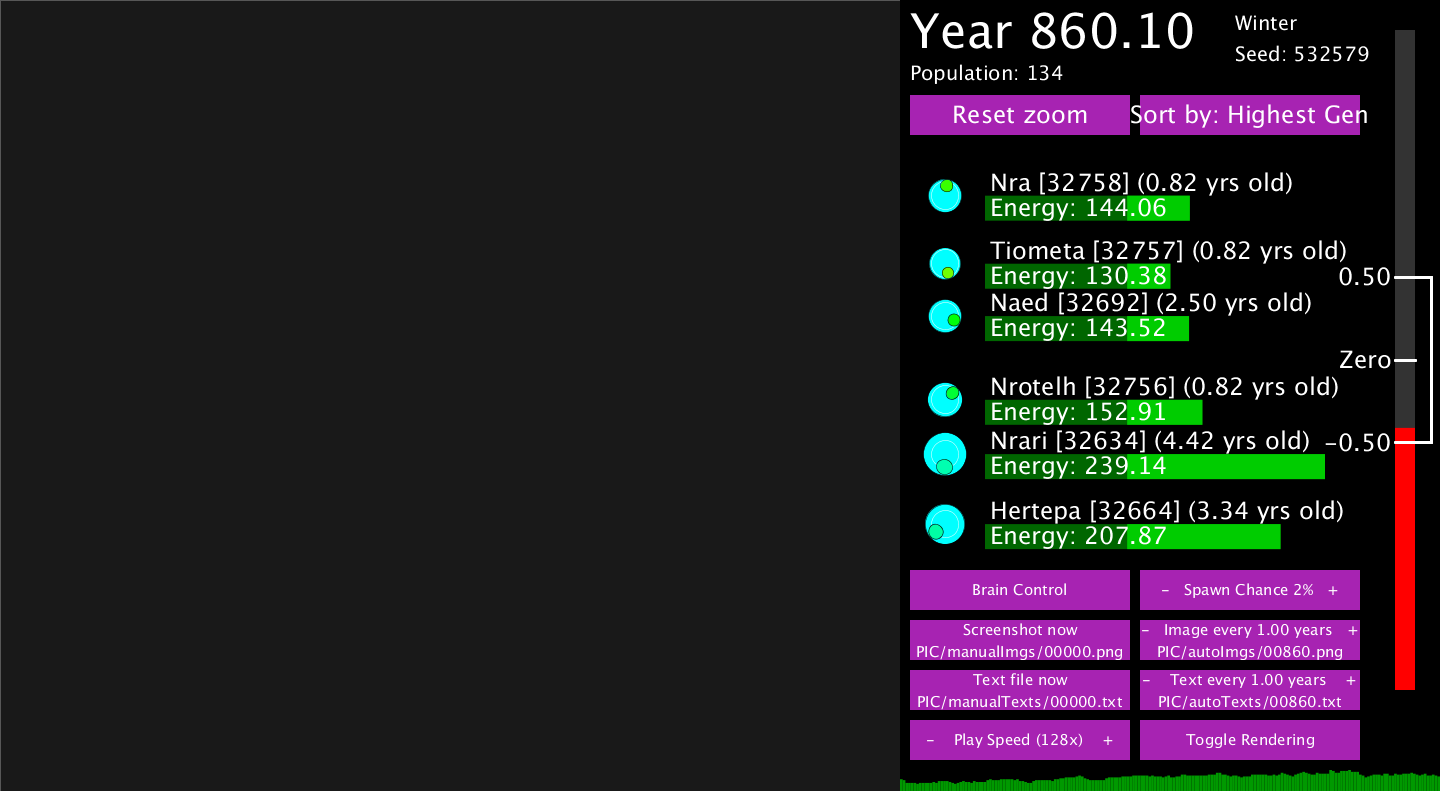 Year 860.10
Winter
Seed: 532579
Population: 134
Reset zoom
Sort by: Highest Gen
Nra [32758] (0.82 yrs old)
Energy: 144.06
Tiometa [32757] (0.82 yrs old)
Energy: 130.38
0.50
Naed [32692] (2.50 yrs old)
Energy: 143.52
Zero
Nrotelh [32756] (0.82 yrs old)
Energy: 152.91
Nrari [32634] (4.42 yrs old)
−0.50
Energy: 239.14
Hertepa [32664] (3.34 yrs old)
Energy: 207.87
Brain Control
- Spawn Chance 2% +
Screenshot now
PIC/manualImgs/00000.png
- Image every 1.00 years +
PIC/autoImgs/00860.png
Text file now
PIC/manualTexts/00000.txt
- Text every 1.00 years +
PIC/autoTexts/00860.txt
- Play Speed (128x) +
Toggle Rendering